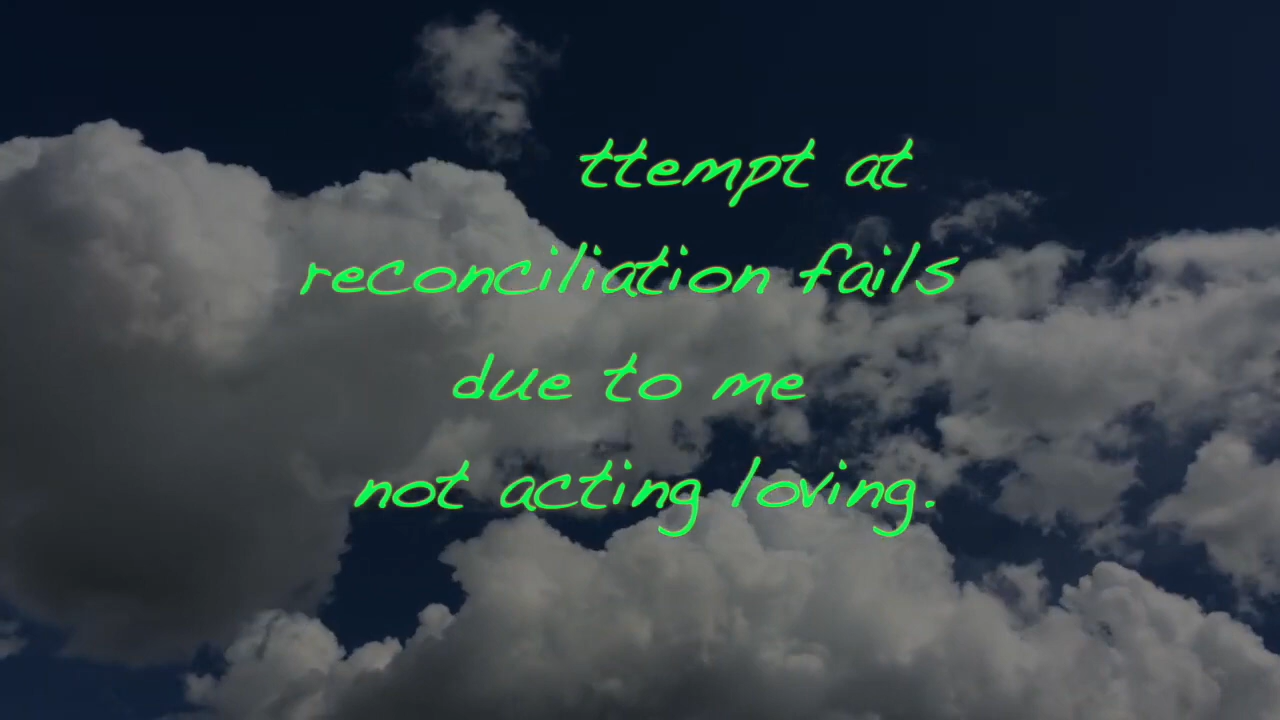 ttempt at
reconciliation fails
due to me
not acting loving.